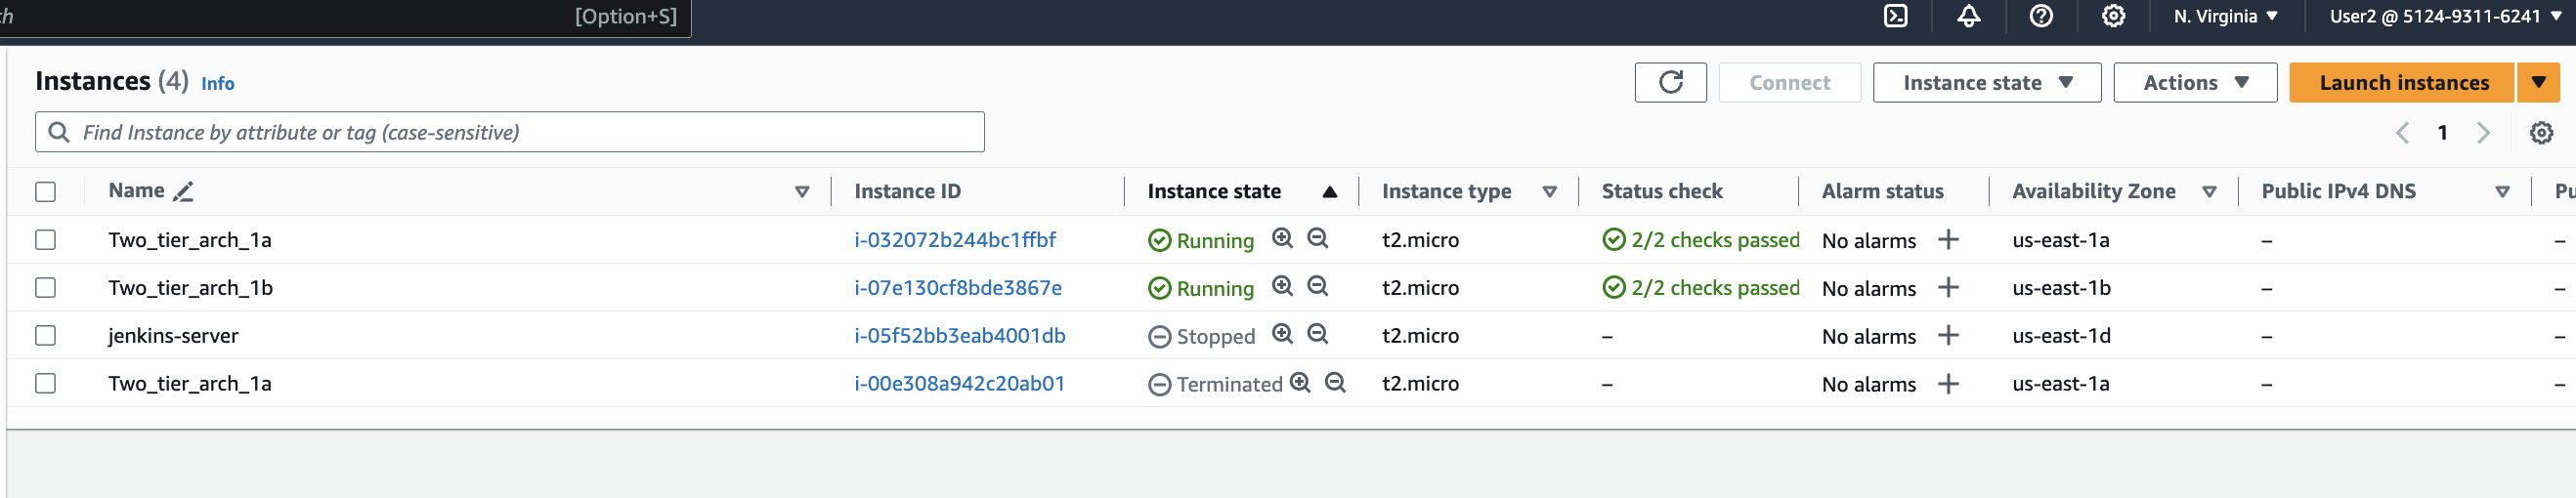 [Option+S] N. Virginia ▼ User2 @ 5124-9311-6241 ▼
Instances (4) Info Connect Instance state ▼ Actions ▼ Launch instances ▼
Find Instance by attribute or tag (case-sensitive) 1
Name Instance ID Instance state Instance type Status check Alarm status Availability Zone Public IPv4 DNS
Two_tier_arch_1a i-032072b244bc1ffbf Running t2.micro 2/2 checks passed No alarms + us-east-1a – –
Two_tier_arch_1b i-07e130cf8bde3867e Running t2.micro 2/2 checks passed No alarms + us-east-1b – –
jenkins-server i-05f52bb3eab4001db Stopped t2.micro – No alarms + us-east-1d – –
Two_tier_arch_1a i-00e308a942c20ab01 Terminated t2.micro – No alarms + us-east-1a – –